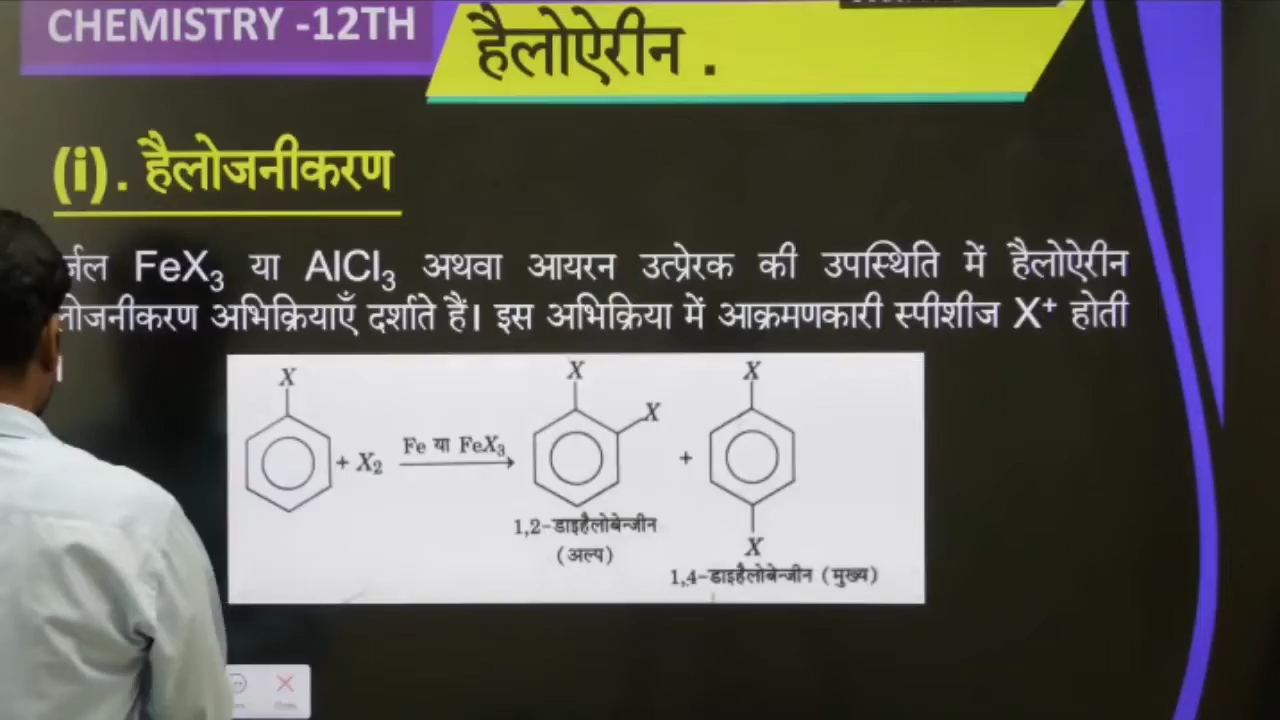 CHEMISTRY -12TH
हैलोऐरीन .
(i). हैलोजनीकरण
र्जल FeX₃ या AlCl₃ अथवा आयरन उत्प्रेरक की उपस्थिति में हैलोऐरीन
लोजनीकरण अभिक्रियाएँ दर्शाते हैं। इस अभिक्रिया में आक्रमणकारी स्पीशीज X⁺ होती
X
+ X₂
Fe या FeX₃
X
X
+
X
X
1,2-डाइहैलोबेन्जीन
(अल्प)
1,4-डाइहैलोबेन्जीन (मुख्य)